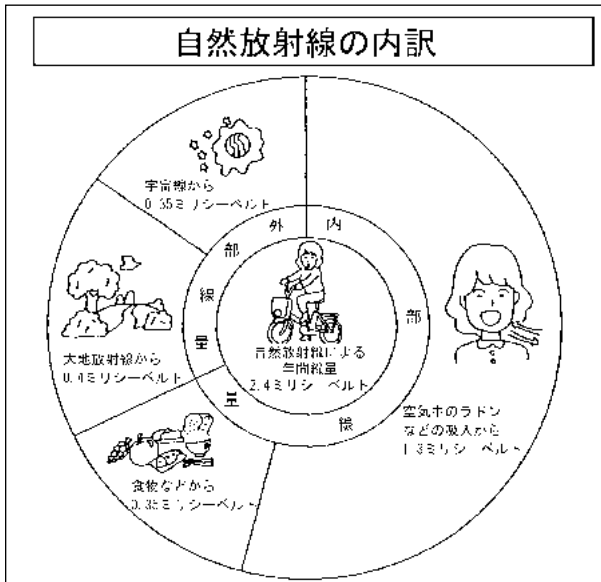 自然放射線の内訳
宇宙線から
0.35ミリシーベルト
外部線量
内部線量
大地放射線から
0.4ミリシーベルト
自然放射線による
年間線量
2.4ミリシーベルト
空気中のラドン
などの吸入から
1.3ミリシーベルト
食物などから
0.35ミリシーベルト